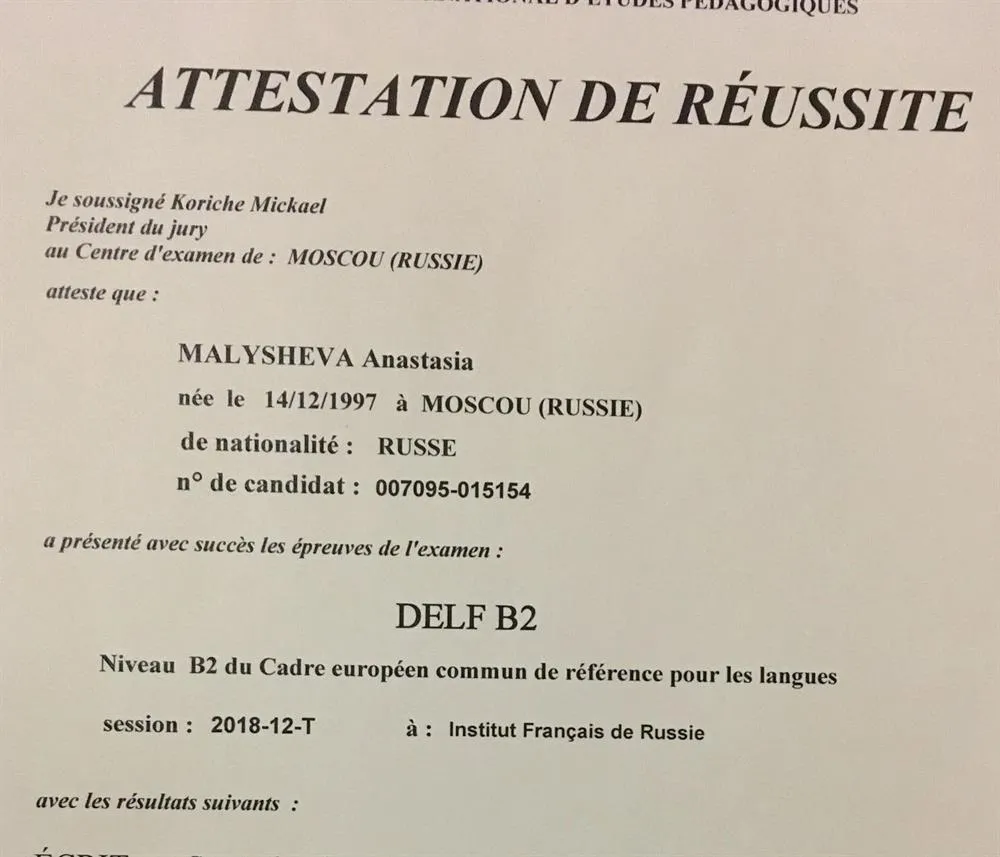 D'ÉTUDES PÉDAGOGIQUES
ATTESTATION DE RÉUSSITE
Je soussigné Koriche Mickael
Président du jury
au Centre d'examen de : MOSCOU (RUSSIE)
atteste que :
MALYSHEVA Anastasia
née le 14/12/1997 à MOSCOU (RUSSIE)
de nationalité : RUSSE
n° de candidat : 007095-015154
a présenté avec succès les épreuves de l'examen :
DELF B2
Niveau B2 du Cadre européen commun de référence pour les langues
session : 2018-12-T à : Institut Français de Russie
avec les résultats suivants :
ÉCRIT